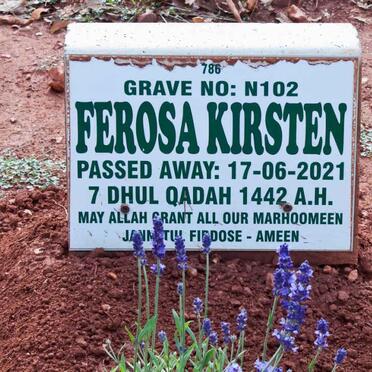 786
GRAVE NO: N102
FEROSA KIRSTEN
PASSED AWAY: 17-06-2021
7 DHUL QADAH 1442 A.H.
MAY ALLAH GRANT ALL OUR MARHOOMEEN
JANNATUL FIRDOSE - AMEEN